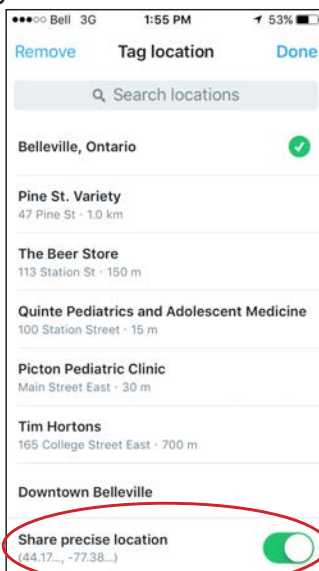 Bell 3G 1:55 PM 53%
Remove Tag location Done
Search locations
Belleville, Ontario
Pine St. Variety
47 Pine St · 1.0 km
The Beer Store
113 Station St · 150 m
Quinte Pediatrics and Adolescent Medicine
100 Station Street · 15 m
Picton Pediatric Clinic
Main Street East · 30 m
Tim Hortons
165 College Street East · 700 m
Downtown Belleville
Share precise location
(44.17..., -77.38...)